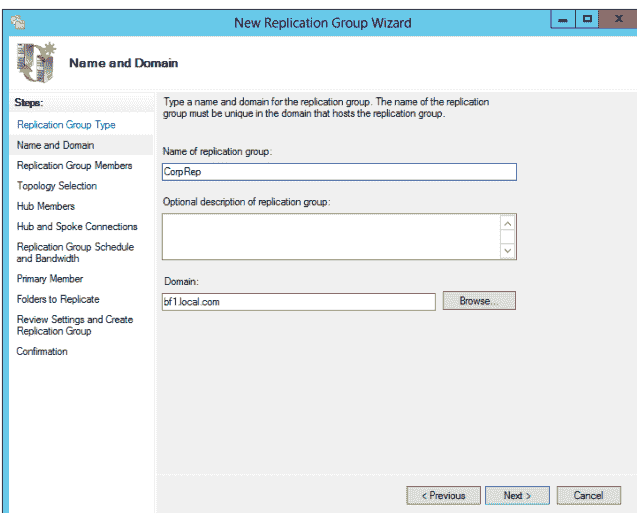 New Replication Group Wizard
Name and Domain
Steps:
Replication Group Type
Name and Domain
Replication Group Members
Topology Selection
Hub Members
Hub and Spoke Connections
Replication Group Schedule
and Bandwidth
Primary Member
Folders to Replicate
Review Settings and Create
Replication Group
Confirmation
Type a name and domain for the replication group. The name of the replication
group must be unique in the domain that hosts the replication group.
Name of replication group:
CorpRep
Optional description of replication group:
Domain:
bf1.local.com
Browse...
< Previous
Next >
Cancel